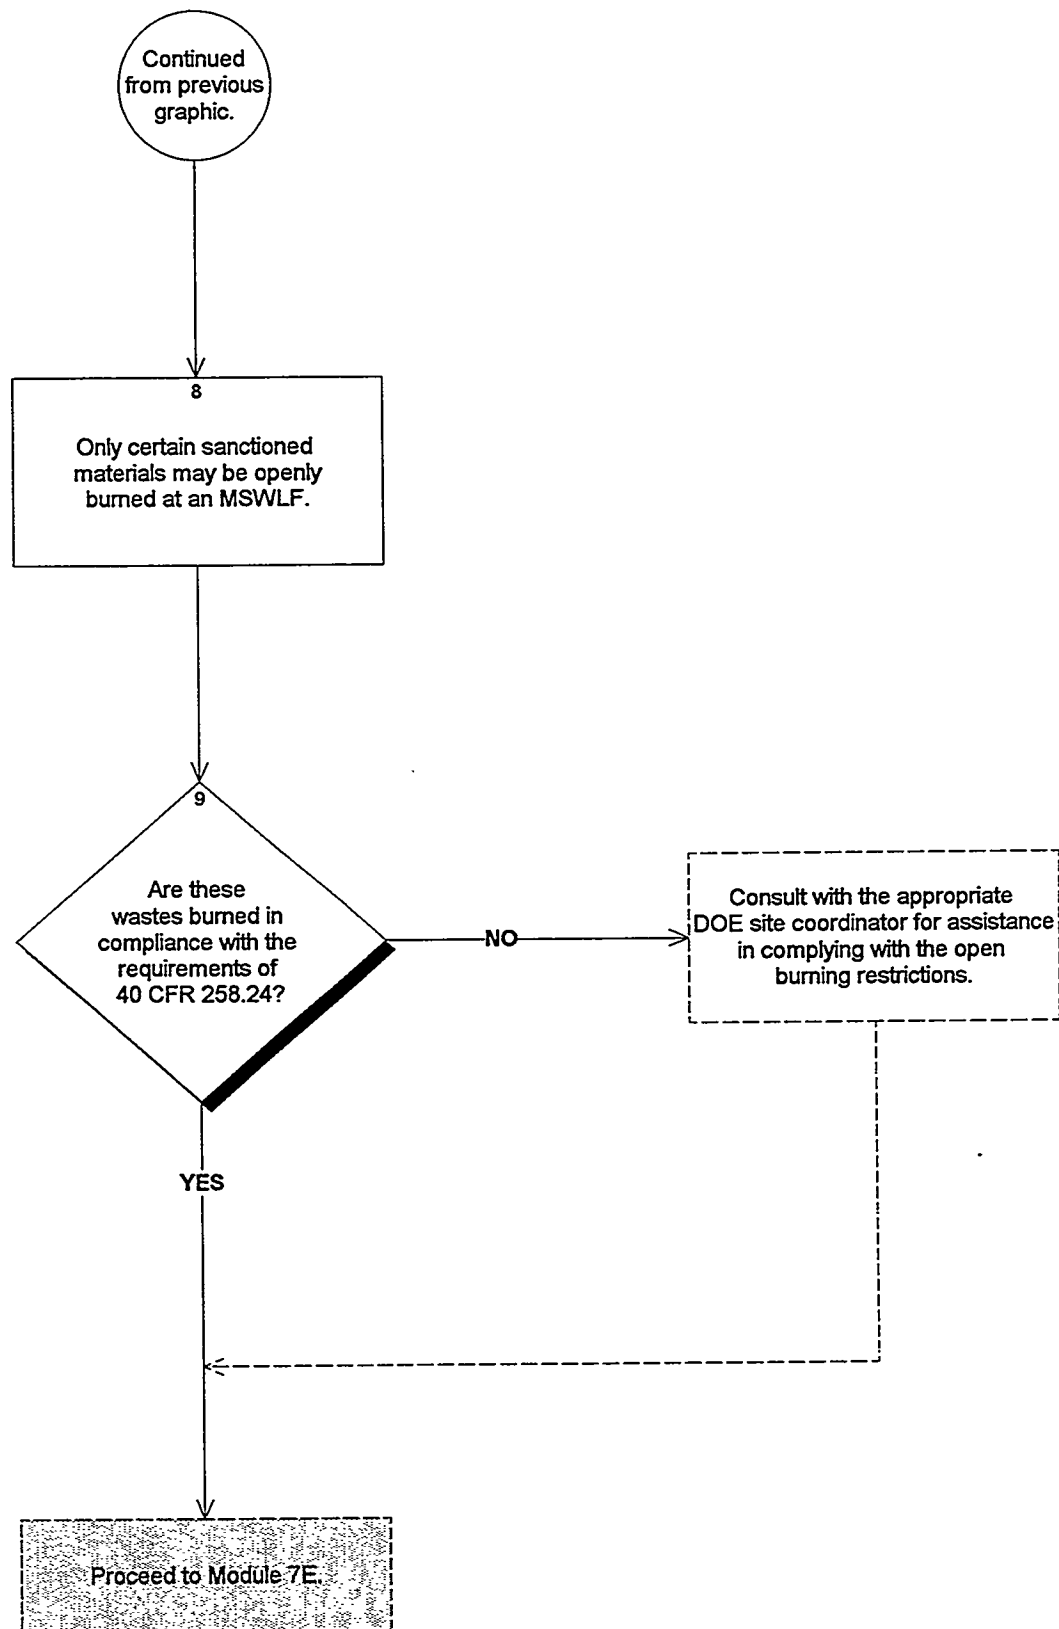 Continued
from previous
graphic.
8
Only certain sanctioned
materials may be openly
burned at an MSWLF.
9
Are these
wastes burned in
compliance with the
requirements of
40 CFR 258.24?
NO
Consult with the appropriate
DOE site coordinator for assistance
in complying with the open
burning restrictions.
YES
Proceed to Module 7E.